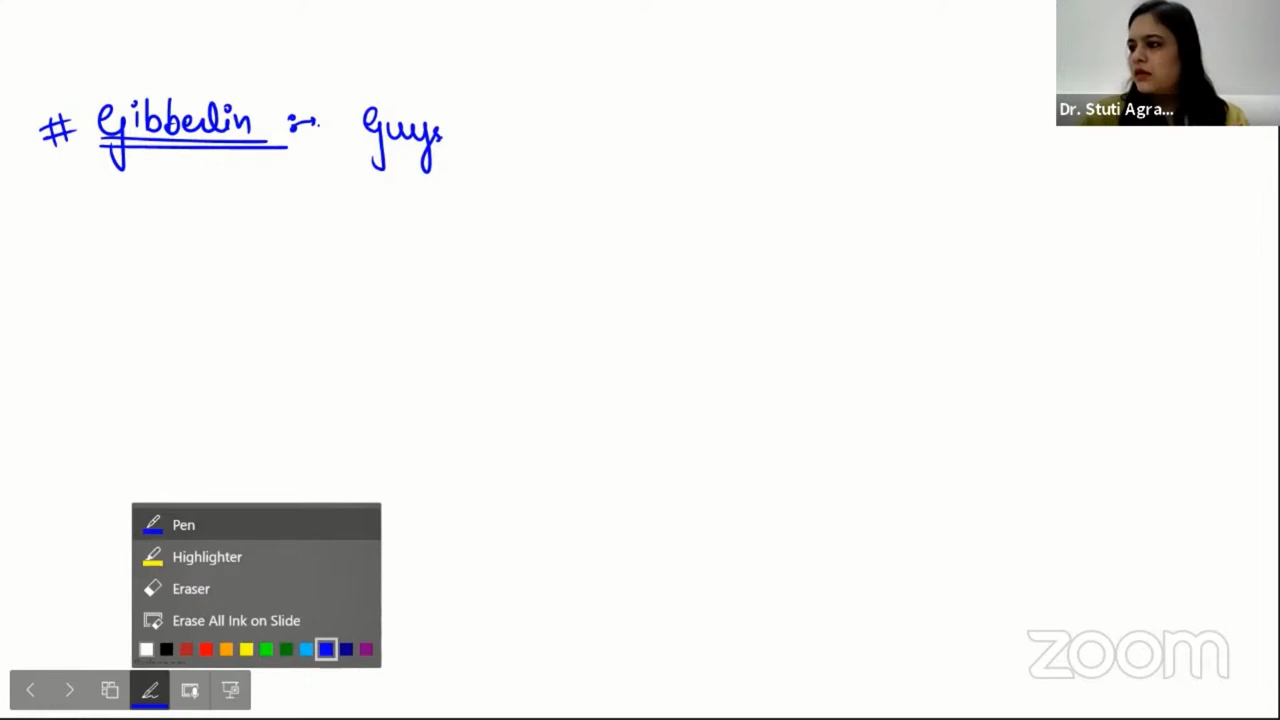 # Gibberlin :→ Guys
Dr. Stuti Agra...
Pen
Highlighter
Eraser
Erase All Ink on Slide
zoom